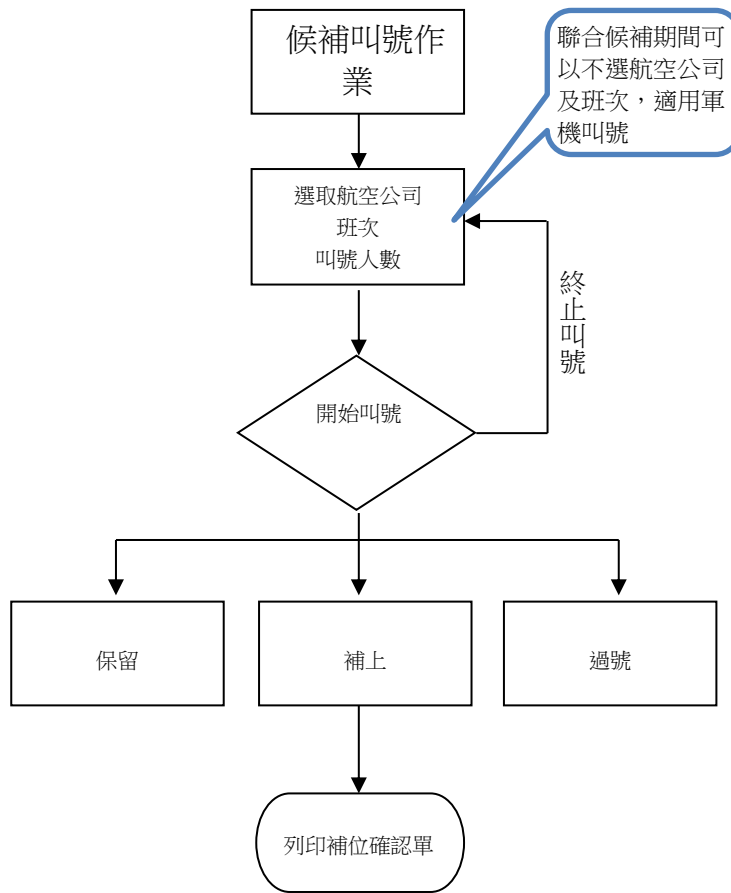 候補叫號作
業
聯合候補期間可
以不選航空公司
及班次，適用軍
機叫號
選取航空公司
班次
叫號人數
終止叫號
開始叫號
保留
補上
過號
列印補位確認單